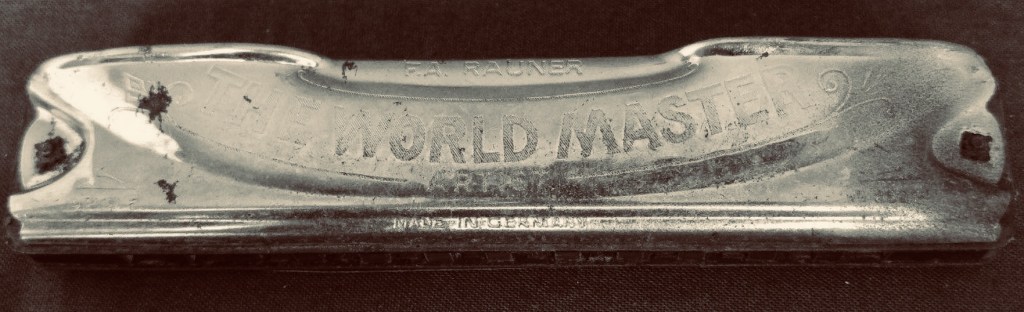 F.A. RAUNER
THE WORLD MASTER
MADE IN GERMANY